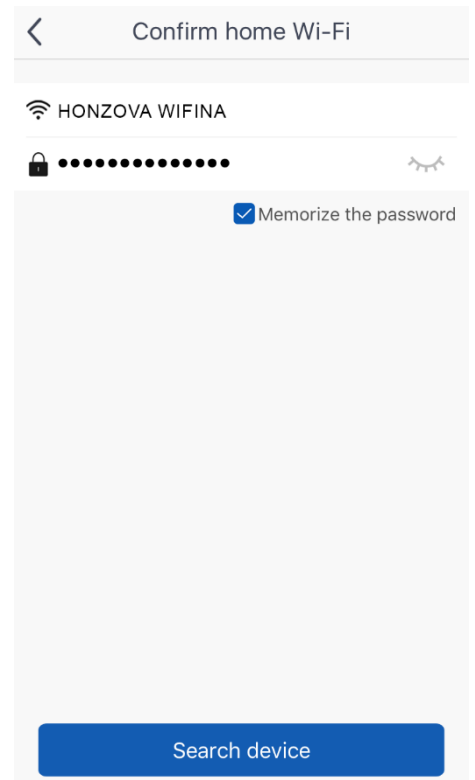 Confirm home Wi-Fi
HONZOVA WIFINA
••••••••••••••
Memorize the password
Search device